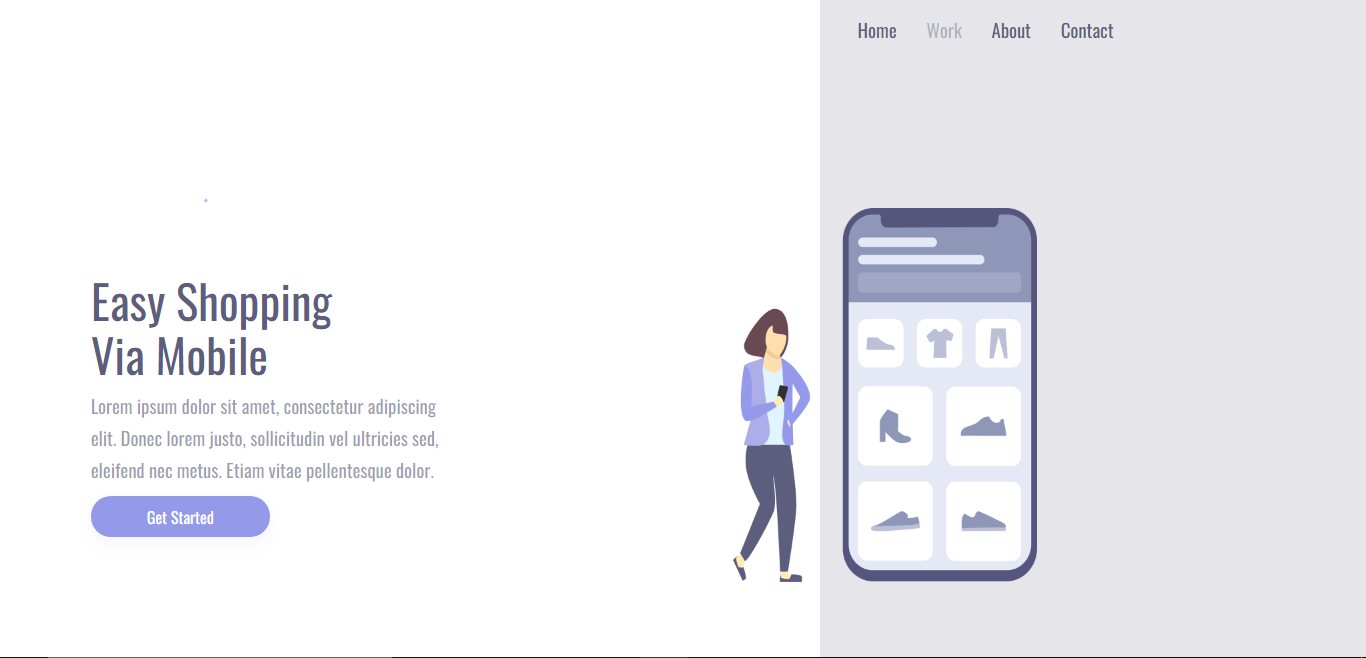 Home Work About Contact
Easy Shopping
Via Mobile
Lorem ipsum dolor sit amet, consectetur adipiscing
elit. Donec lorem justo, sollicitudin vel ultricies sed,
eleifend nec metus. Etiam vitae pellentesque dolor.
Get Started